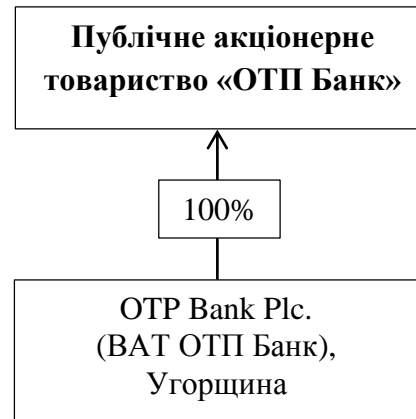 Публічне акціонерне
товариство «ОТП Банк»
100%
OTP Bank Plc.
(ВАТ ОТП Банк),
Угорщина